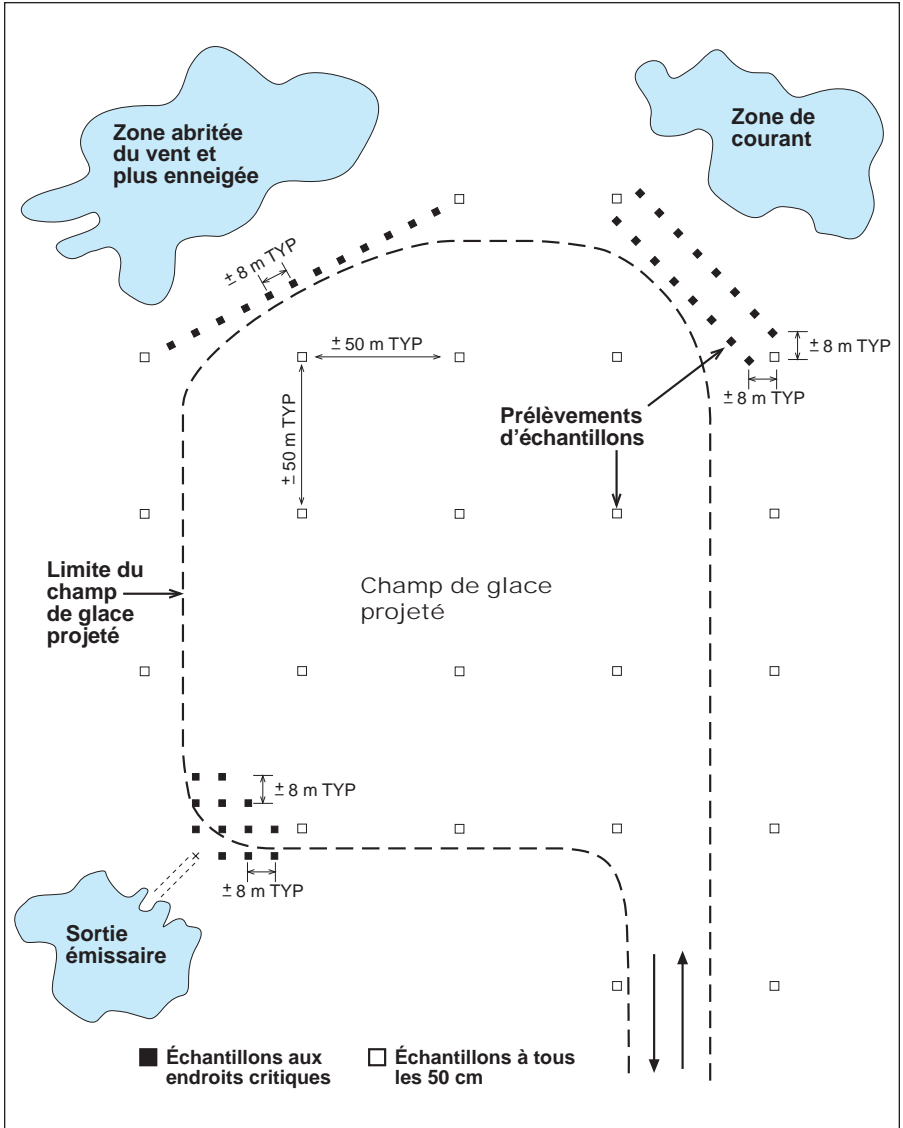 Zone abritée
du vent et
plus enneigée
Zone de
courant
± 8 m TYP
± 50 m TYP
± 8 m TYP
± 8 m TYP
± 50 m TYP
Prélèvements
d'échantillons
Limite du
champ
de glace
projeté
Champ de glace
projeté
± 8 m TYP
± 8 m TYP
Sortie
émissaire
Échantillons aux
endroits critiques
Échantillons à tous
les 50 cm